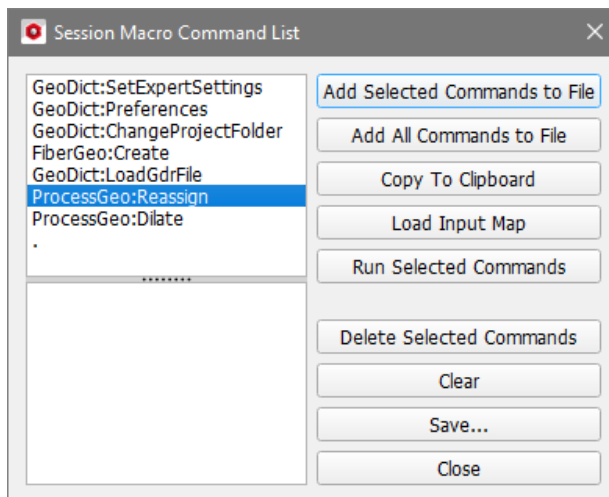 Session Macro Command List
GeoDict:SetExpertSettings
GeoDict:Preferences
GeoDict:ChangeProjectFolder
FiberGeo:Create
GeoDict:LoadGdrFile
ProcessGeo:Reassign
ProcessGeo:Dilate
.
Add Selected Commands to File
Add All Commands to File
Copy To Clipboard
Load Input Map
Run Selected Commands
Delete Selected Commands
Clear
Save...
Close